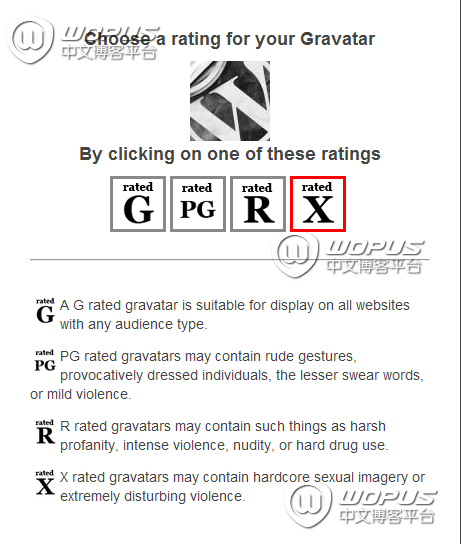 WOPUS
中文博客平台
Choose a rating for your Gravatar
W
By clicking on one of these ratings
rated
G
rated
PG
rated
R
rated
X
WOPUS
中文博客平台
rated
G
A G rated gravatar is suitable for display on all websites
with any audience type.
rated
PG
PG rated gravatars may contain rude gestures,
provocatively dressed individuals, the lesser swear words,
or mild violence.
rated
R
R rated gravatars may contain such things as harsh
profanity, intense violence, nudity, or hard drug use.
rated
X
X rated gravatars may contain hardcore sexual imagery or
extremely disturbing violence.
WOPUS
中文博客平台